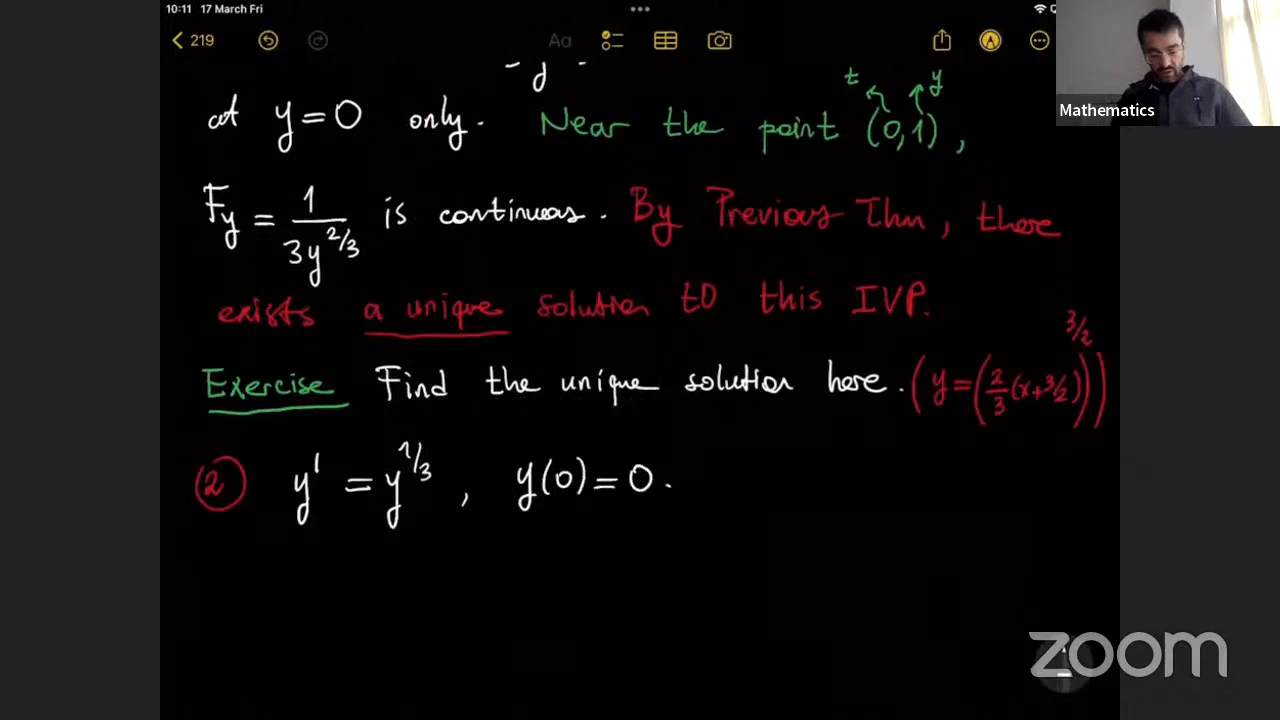 10:11 17 March Fri
219
Aa
Mathematics
at y = 0 only. Near the point (0,1),
t y
F_y = 1/(3y^{2/3}) is continuous. By Previous Thm, there
exists a unique solution to this IVP.
Exercise Find the unique solution here. (y = (2/3 (x + 3/2))^{3/2})
2 y' = y^{1/3}, y(0) = 0.
zoom